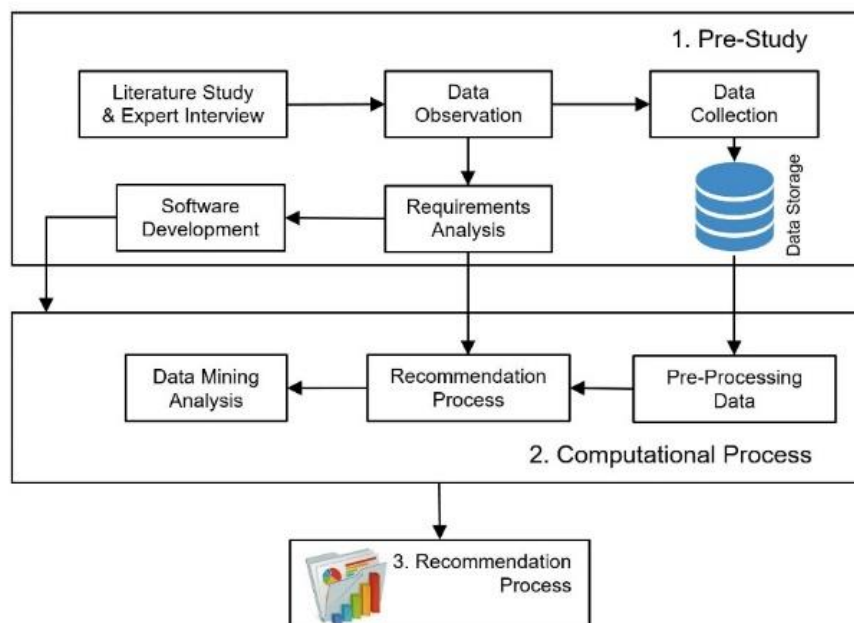 1. Pre-Study
Literature Study
& Expert Interview
Data
Observation
Data
Collection
Data Storage
Software
Development
Requirements
Analysis
Data Mining
Analysis
Recommendation
Process
Pre-Processing
Data
2. Computational Process
3. Recommendation
Process